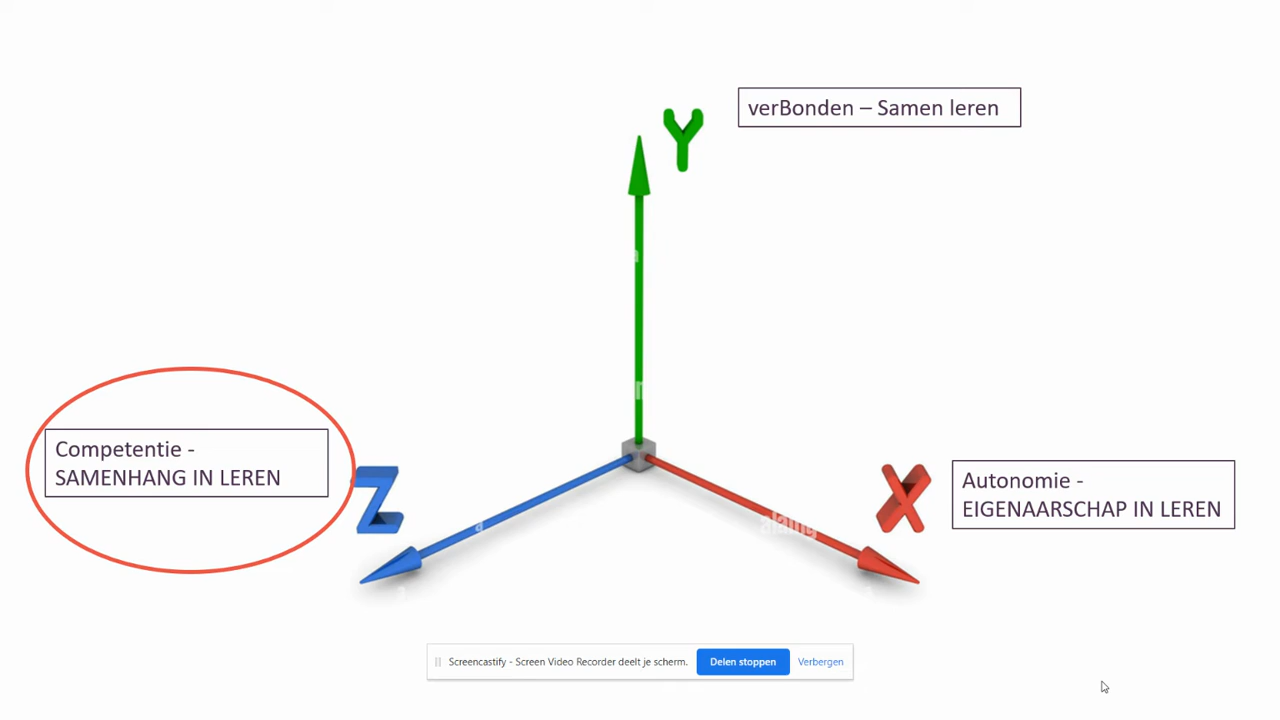 Y
verBonden – Samen leren
Competentie -
SAMENHANG IN LEREN
Z
X
Autonomie -
EIGENAARSCHAP IN LEREN
a
a
alamy
Screencastify - Screen Video Recorder deelt je scherm.
Delen stoppen
Verbergen